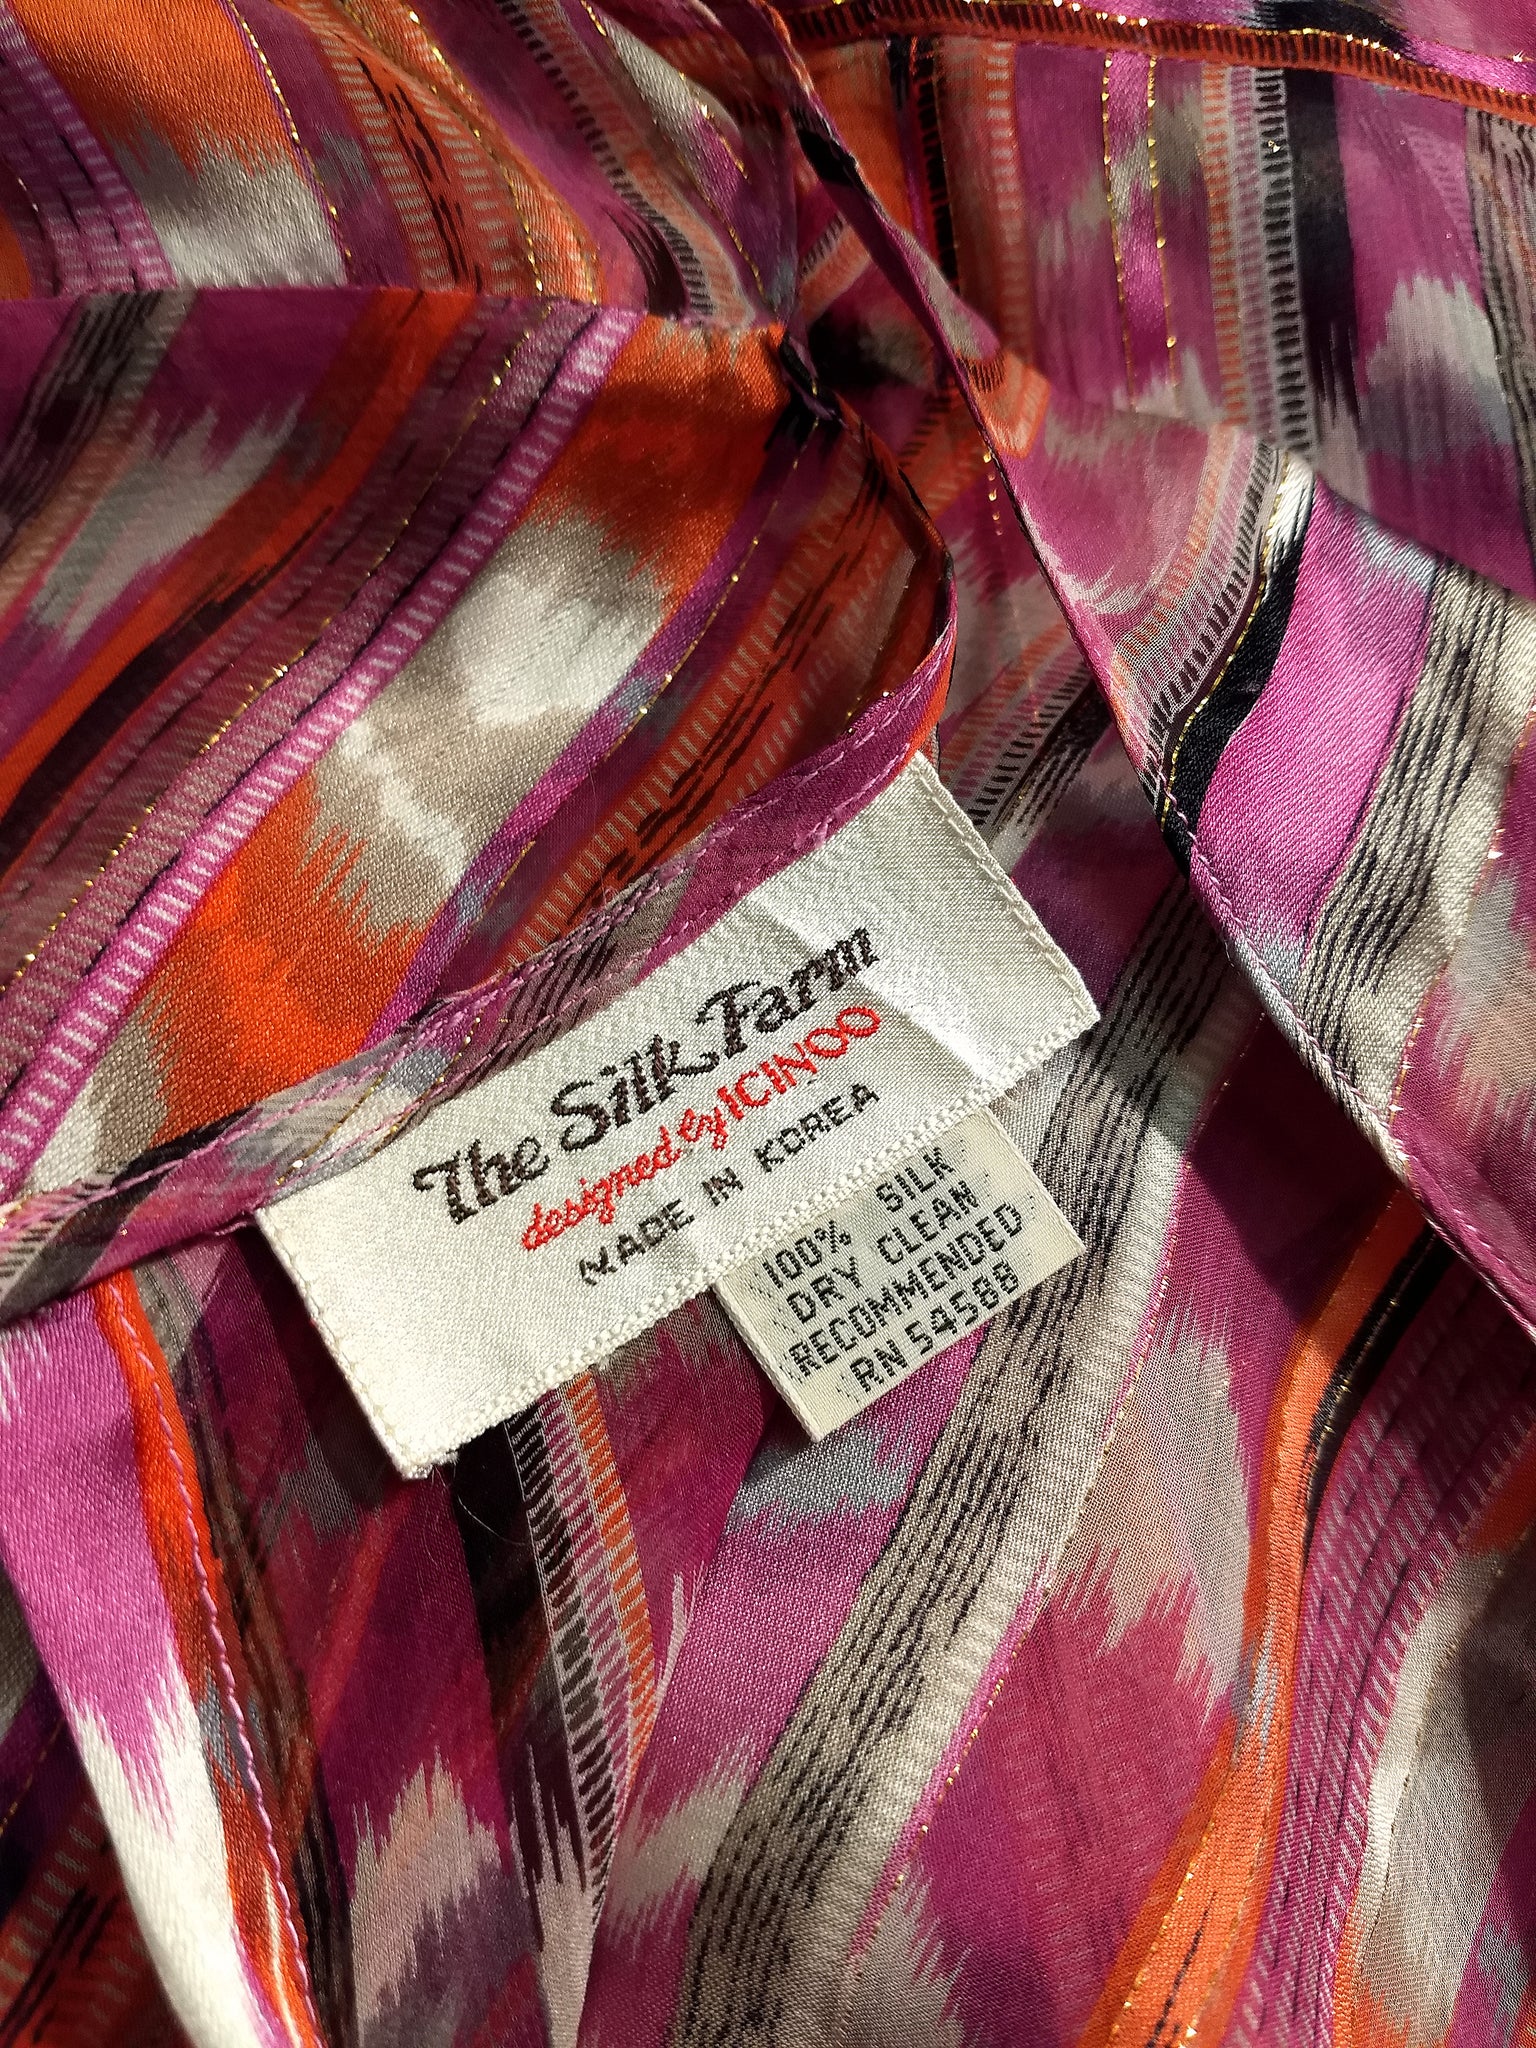 The Silk Farm
designed by ICINOO
MADE IN KOREA
100% SILK
DRY CLEAN
RECOMMENDED
RN 54588